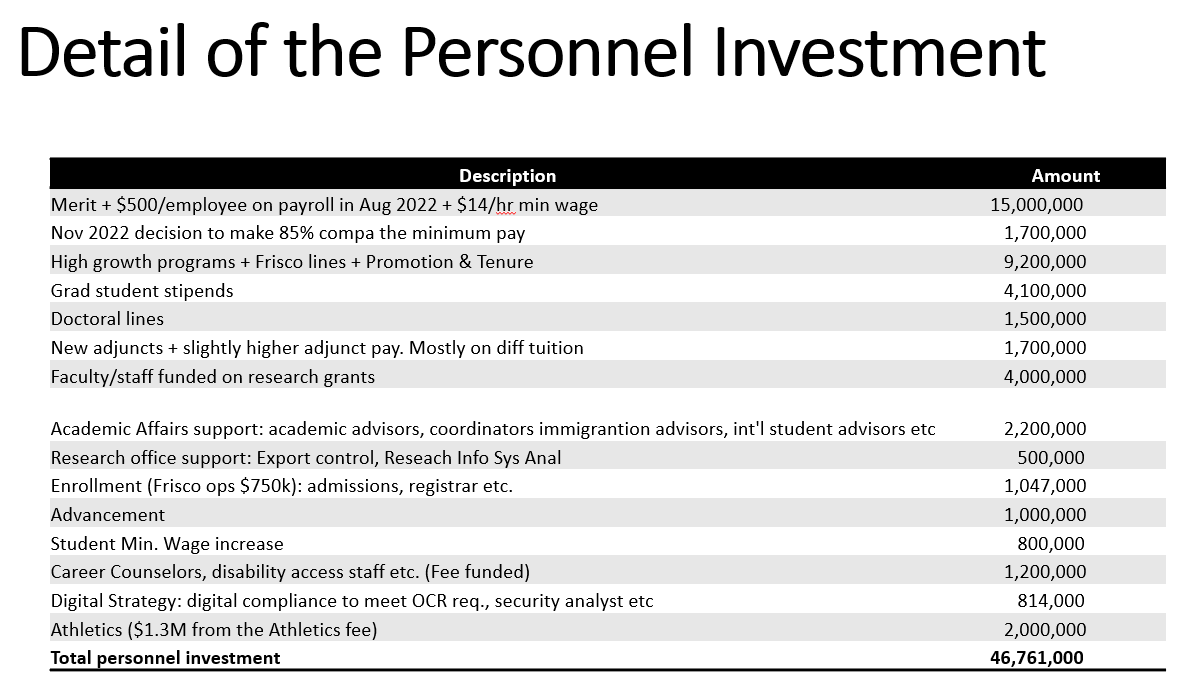 Detail of the Personnel Investment
Description Amount
Merit + $500/employee on payroll in Aug 2022 + $14/hr min wage 15,000,000
Nov 2022 decision to make 85% compa the minimum pay 1,700,000
High growth programs + Frisco lines + Promotion & Tenure 9,200,000
Grad student stipends 4,100,000
Doctoral lines 1,500,000
New adjuncts + slightly higher adjunct pay. Mostly on diff tuition 1,700,000
Faculty/staff funded on research grants 4,000,000
Academic Affairs support: academic advisors, coordinators immigrantion advisors, int'l student advisors etc 2,200,000
Research office support: Export control, Reseach Info Sys Anal 500,000
Enrollment (Frisco ops $750k): admissions, registrar etc. 1,047,000
Advancement 1,000,000
Student Min. Wage increase 800,000
Career Counselors, disability access staff etc. (Fee funded) 1,200,000
Digital Strategy: digital compliance to meet OCR req., security analyst etc 814,000
Athletics ($1.3M from the Athletics fee) 2,000,000
Total personnel investment 46,761,000